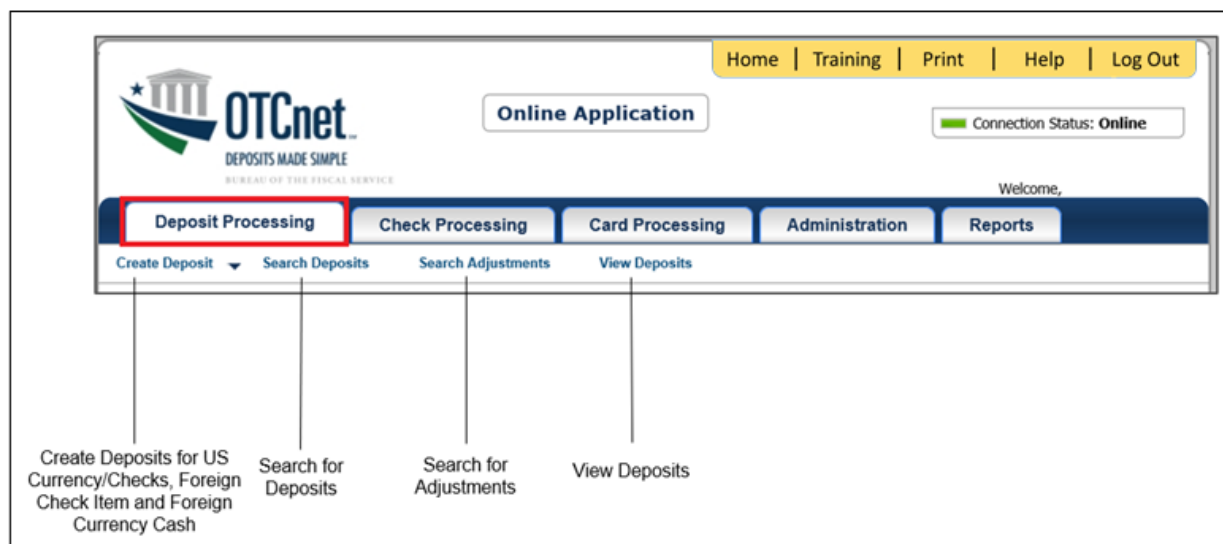 Home | Training | Print | Help | Log Out
OTCnet
DEPOSITS MADE SIMPLE
BUREAU OF THE FISCAL SERVICE
Online Application
Connection Status: Online
Welcome,
Deposit Processing Check Processing Card Processing Administration Reports
Create Deposit Search Deposits Search Adjustments View Deposits
Create Deposits for US
Currency/Checks, Foreign
Check Item and Foreign
Currency Cash
Search for
Deposits
Search for
Adjustments
View Deposits